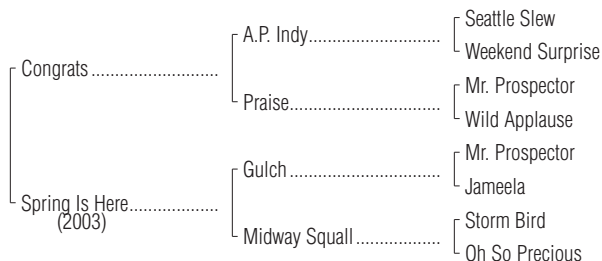 Seattle Slew
A.P. Indy..............................
Weekend Surprise
Congrats .............................
Mr. Prospector
Praise...................................
Wild Applause
Mr. Prospector
Gulch ...................................
Jameela
Spring Is Here....................
(2003)
Storm Bird
Midway Squall ...................
Oh So Precious